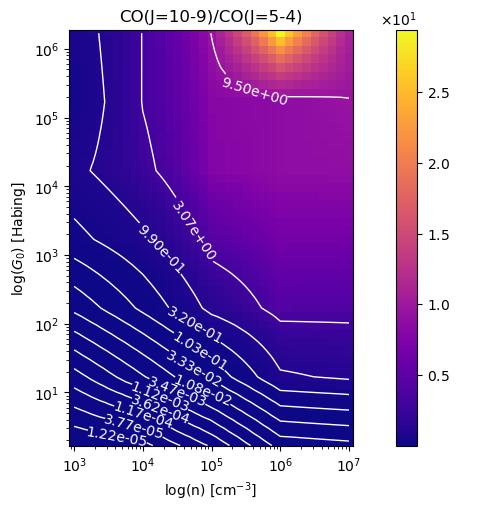 CO(J=10-9)/CO(J=5-4)
×10¹
10⁶
10⁵
10⁴
10³
10²
10¹
log(G₀) [Habing]
9.50e+00
3.07e+00
9.90e-01
3.20e-01
1.03e-01
3.33e-02
1.08e-02
3.47e-03
1.12e-03
3.62e-04
1.17e-04
3.77e-05
1.22e-05
10³ 10⁴ 10⁵ 10⁶ 10⁷
log(n) [cm⁻³]
2.5
2.0
1.5
1.0
0.5